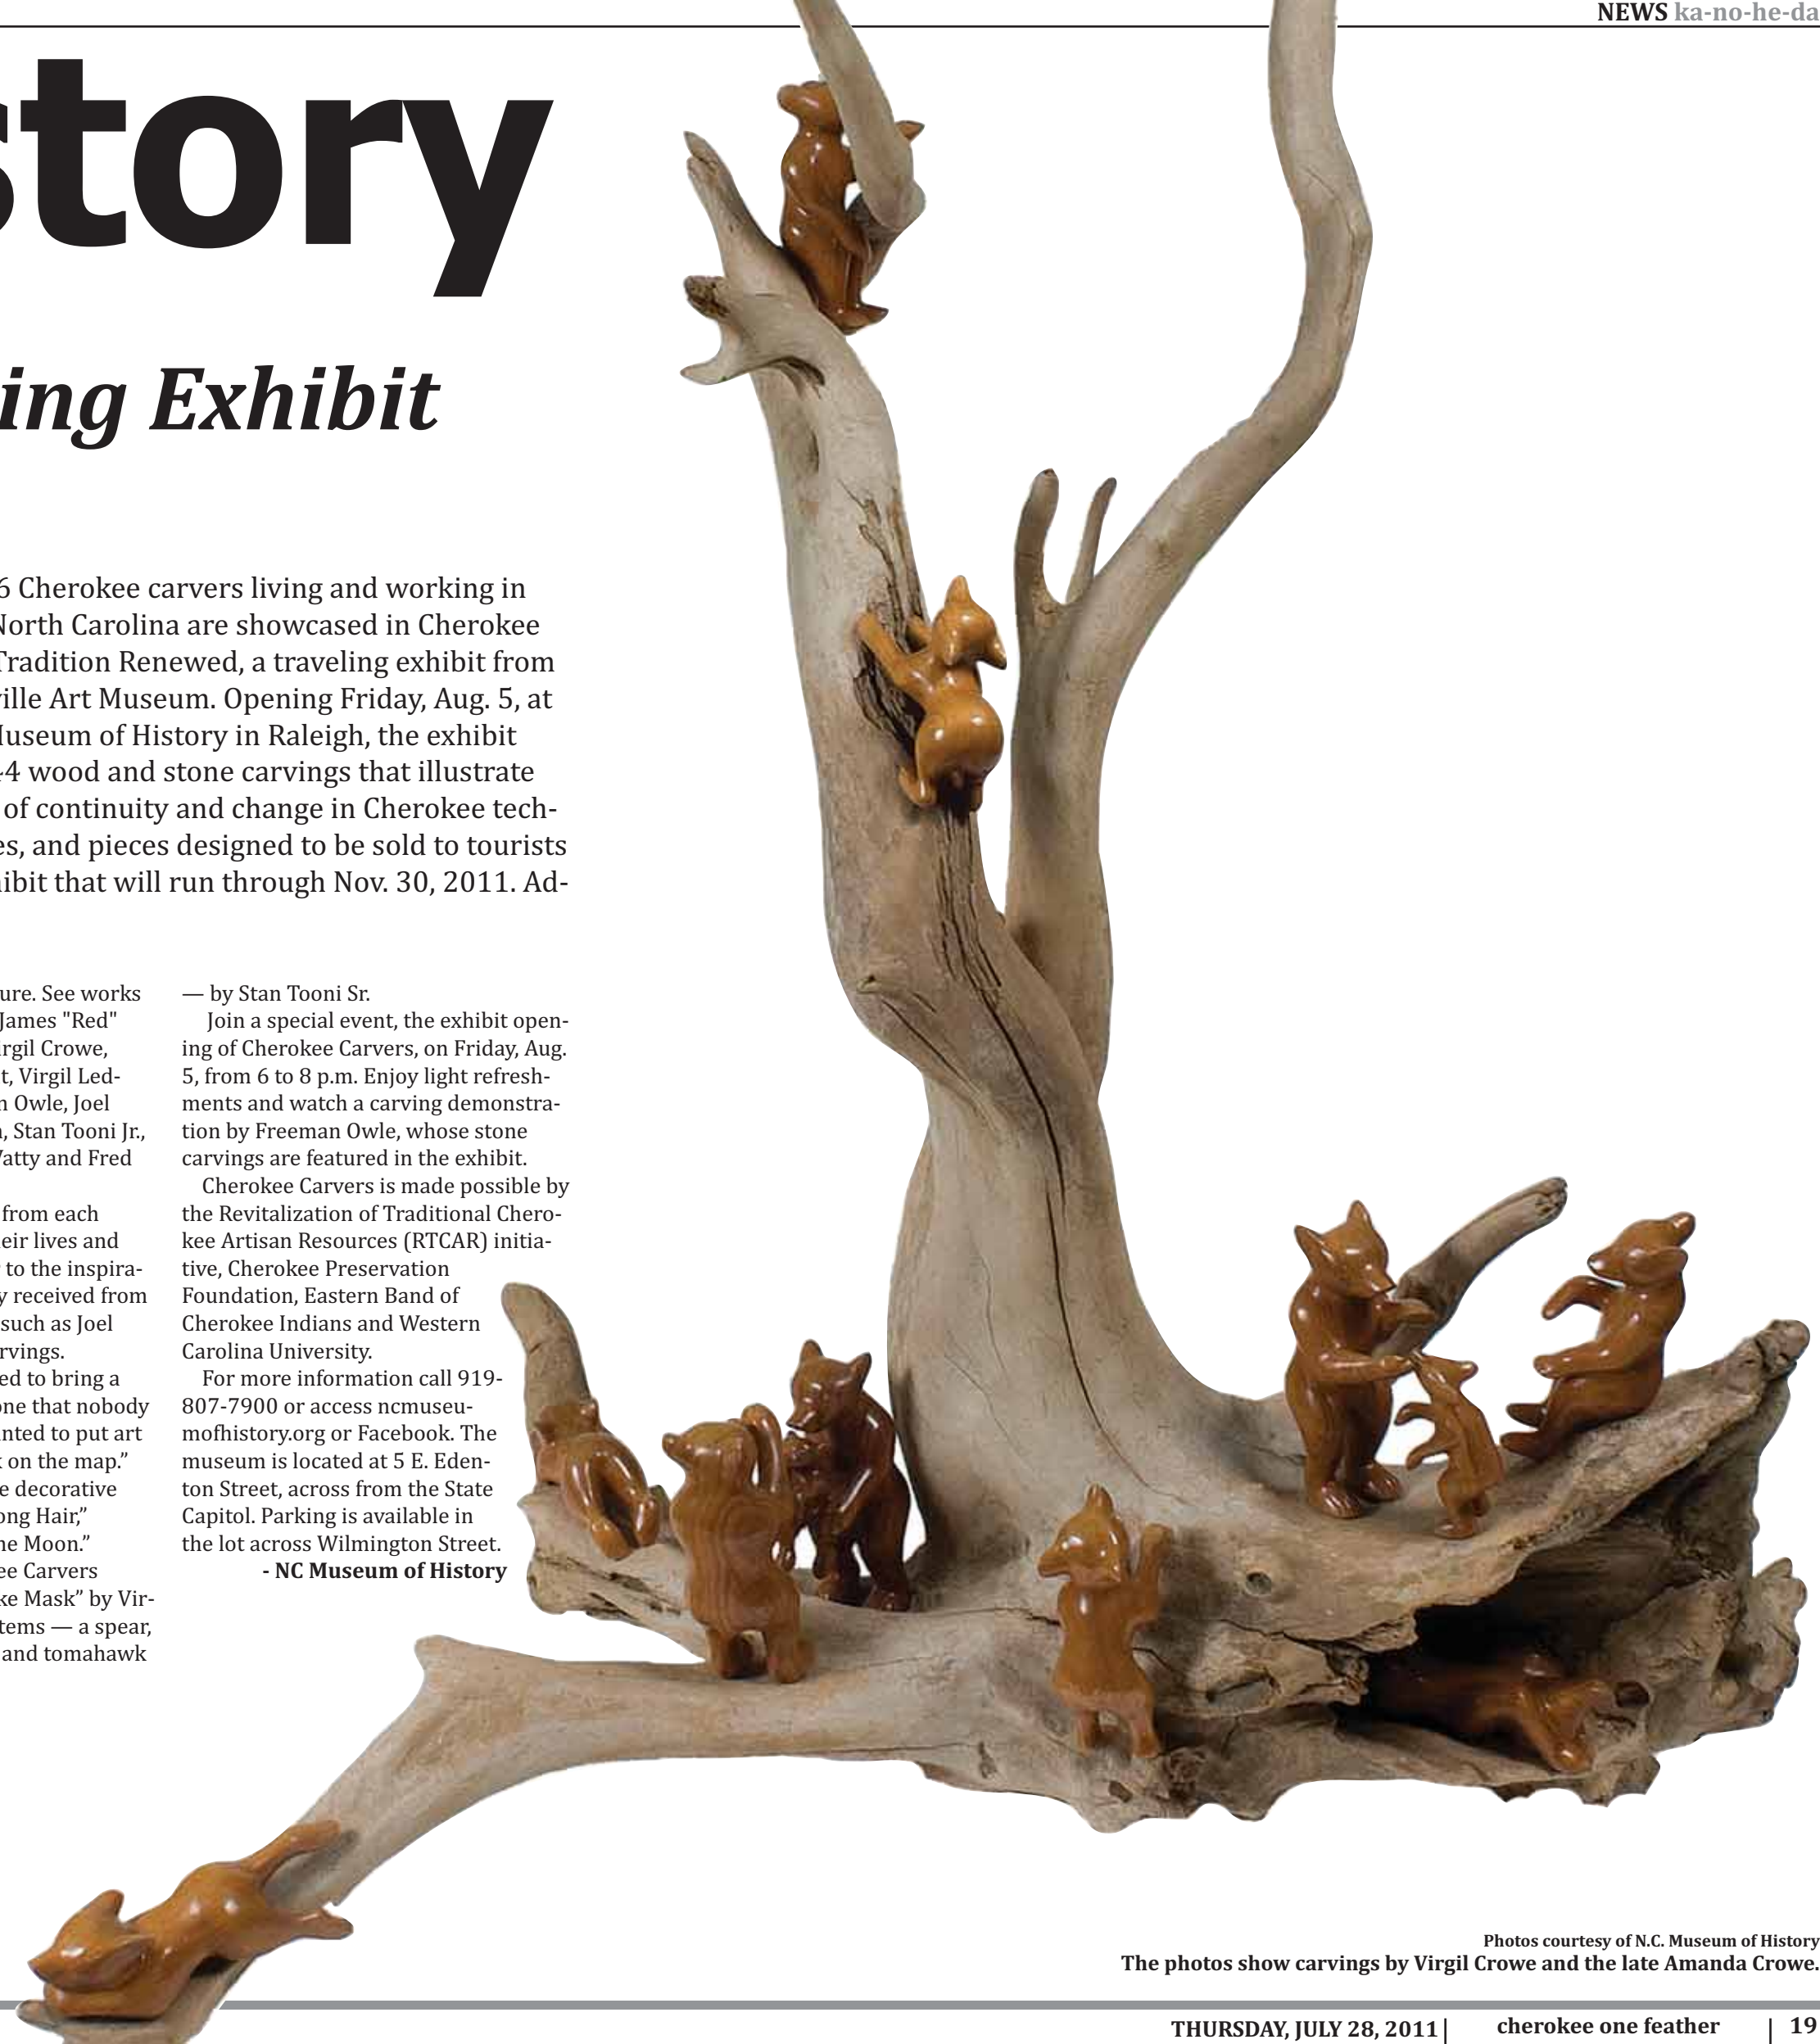 NEWS ka-no-he-da
story
ing Exhibit
6 Cherokee carvers living and working in
North Carolina are showcased in Cherokee
Tradition Renewed, a traveling exhibit from
ville Art Museum. Opening Friday, Aug. 5, at
Museum of History in Raleigh, the exhibit
44 wood and stone carvings that illustrate
of continuity and change in Cherokee tech-
es, and pieces designed to be sold to tourists
hibit that will run through Nov. 30, 2011. Ad-
ure. See works
James "Red"
irgil Crowe,
t, Virgil Led-
n Owle, Joel
, Stan Tooni Jr.,
Watty and Fred
from each
eir lives and
to the inspira-
y received from
such as Joel
rvings.
ed to bring a
one that nobody
nted to put art
k on the map.”
e decorative
ong Hair,”
he Moon.”
ee Carvers
ke Mask” by Vir-
tems — a spear,
and tomahawk
— by Stan Tooni Sr.
Join a special event, the exhibit open-
ing of Cherokee Carvers, on Friday, Aug.
5, from 6 to 8 p.m. Enjoy light refresh-
ments and watch a carving demonstra-
tion by Freeman Owle, whose stone
carvings are featured in the exhibit.
Cherokee Carvers is made possible by
the Revitalization of Traditional Chero-
kee Artisan Resources (RTCAR) initia-
tive, Cherokee Preservation
Foundation, Eastern Band of
Cherokee Indians and Western
Carolina University.
For more information call 919-
807-7900 or access ncmuseu-
mofhistory.org or Facebook. The
museum is located at 5 E. Eden-
ton Street, across from the State
Capitol. Parking is available in
the lot across Wilmington Street.
- NC Museum of History
Photos courtesy of N.C. Museum of History
The photos show carvings by Virgil Crowe and the late Amanda Crowe.
THURSDAY, JULY 28, 2011 | cherokee one feather | 19